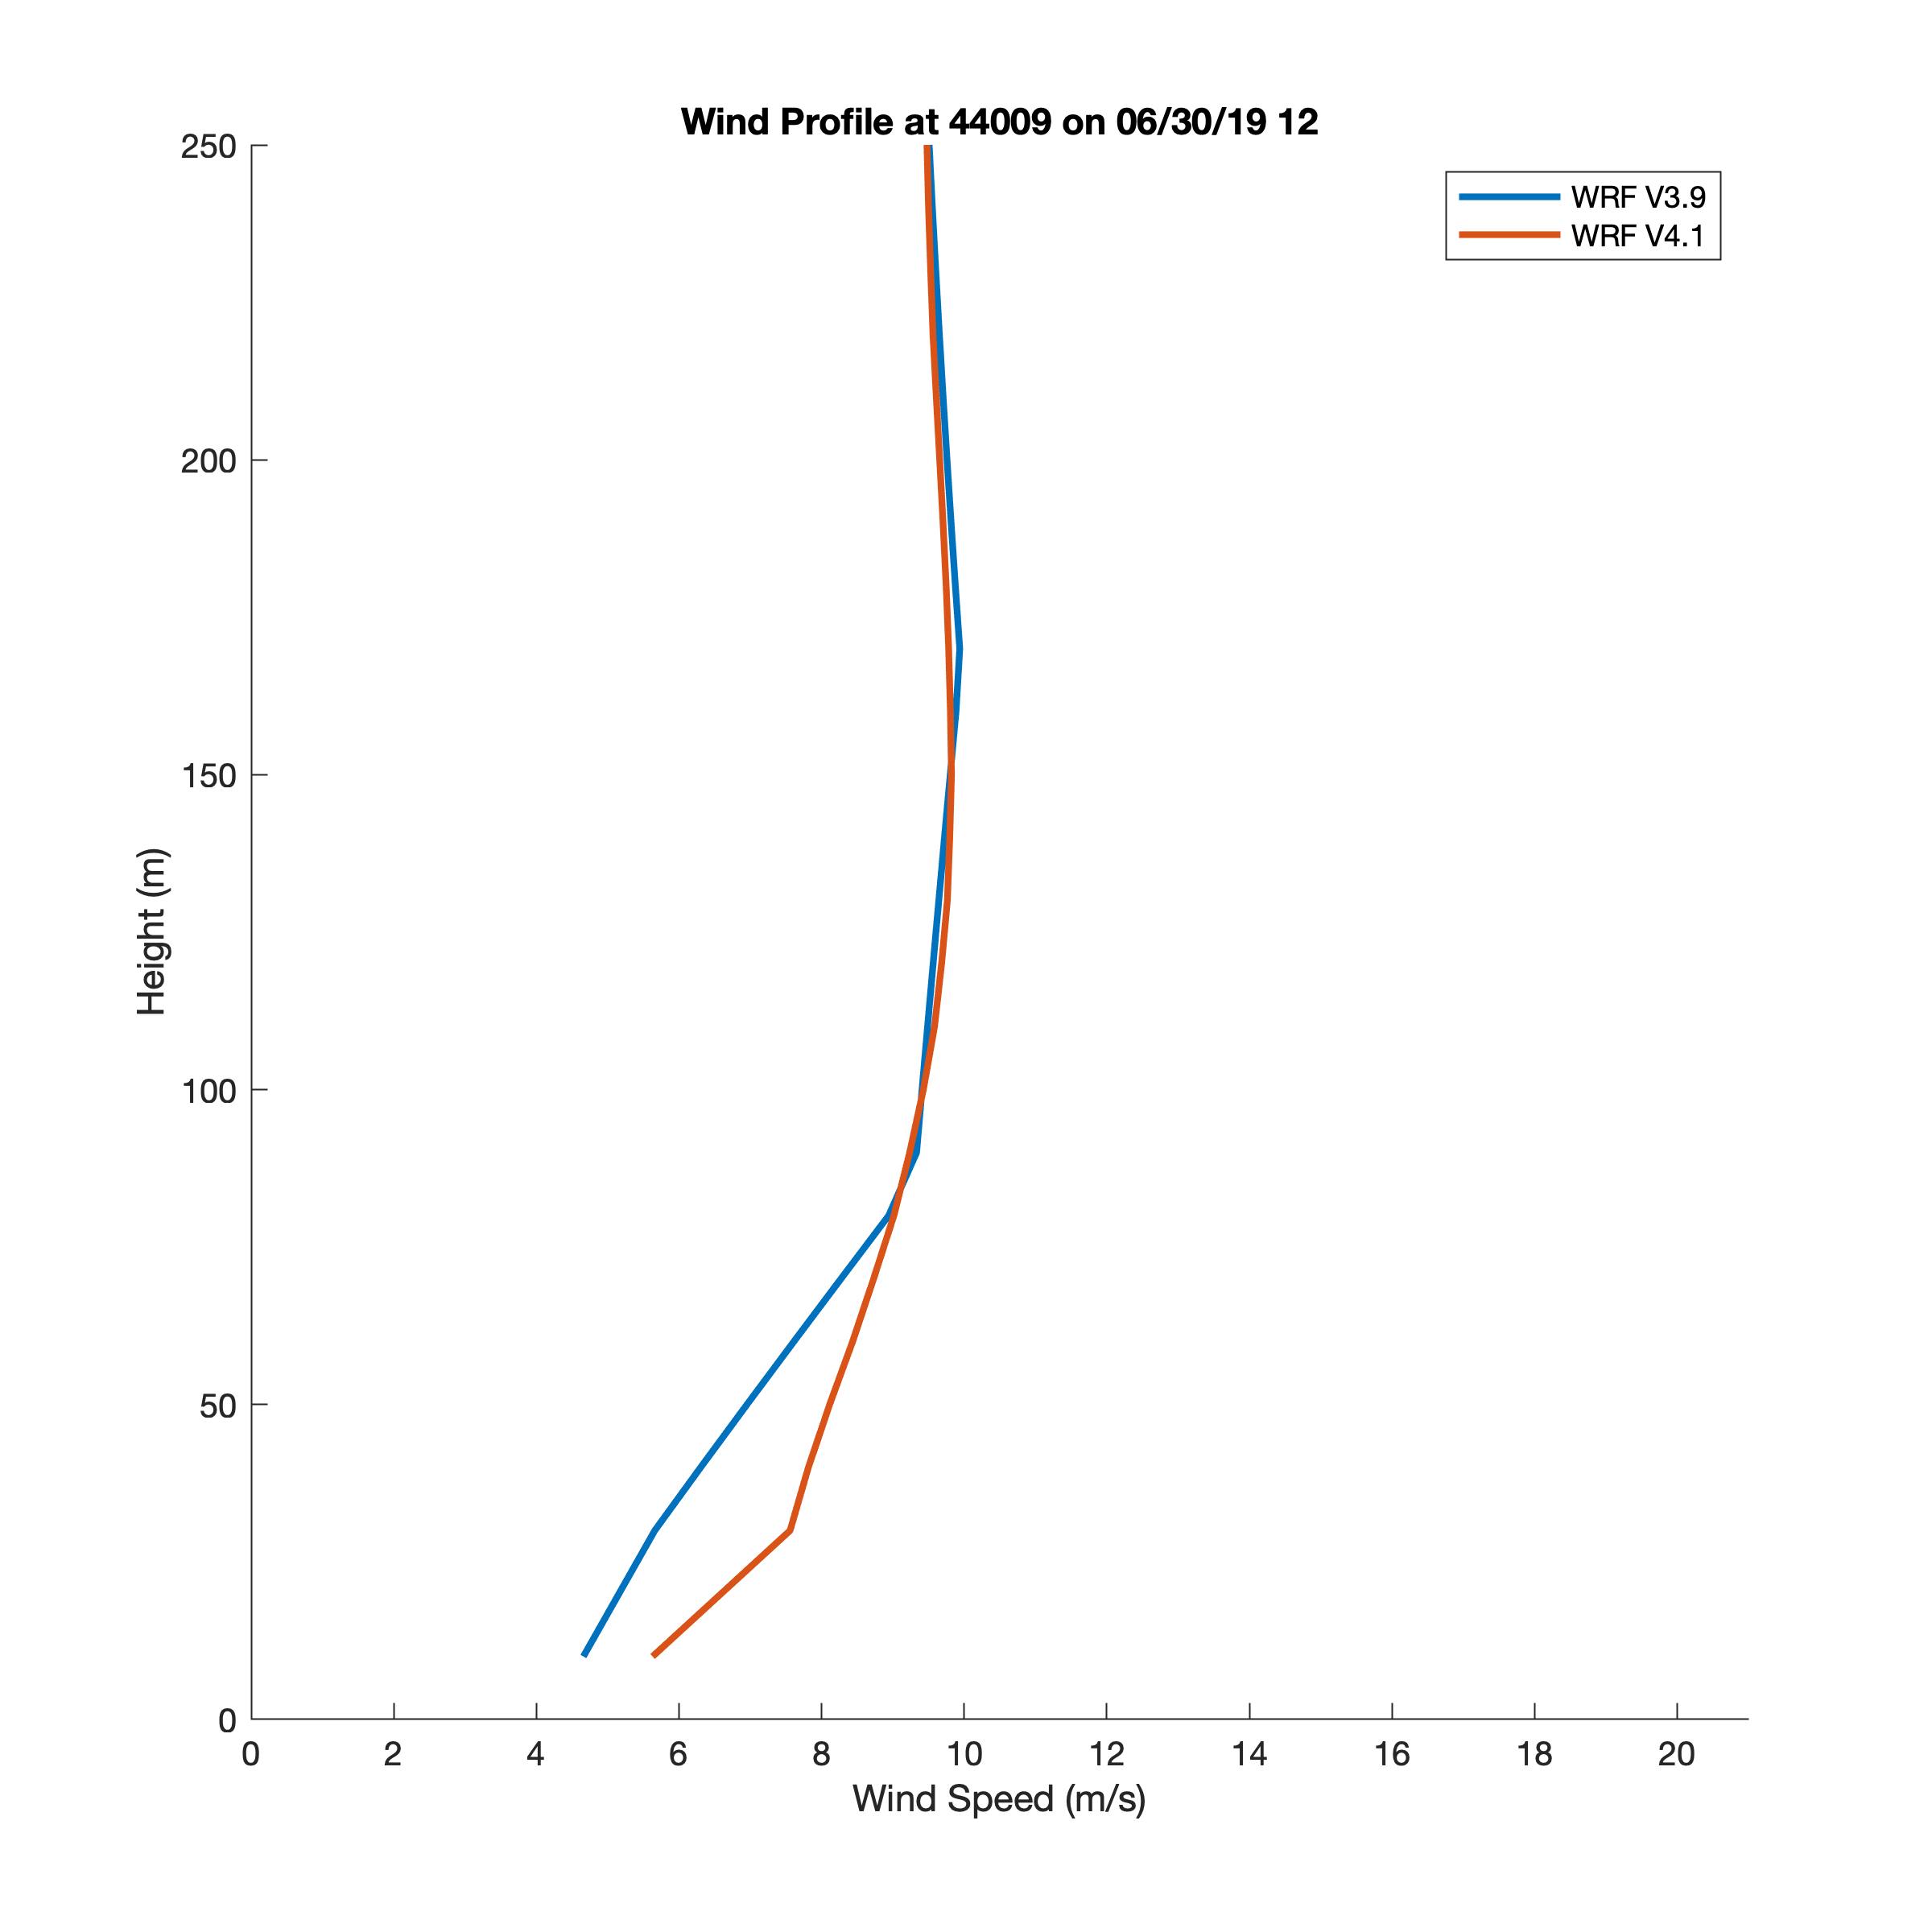 Wind Profile at 44009 on 06/30/19 12
WRF V3.9
WRF V4.1
250
200
150
100
50
0
Height (m)
0 2 4 6 8 10 12 14 16 18 20
Wind Speed (m/s)